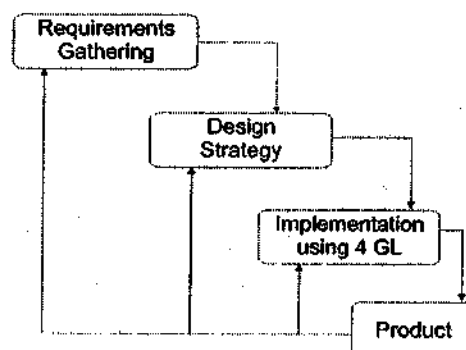 Requirements
Gathering
Design
Strategy
Implementation
using 4 GL
Product